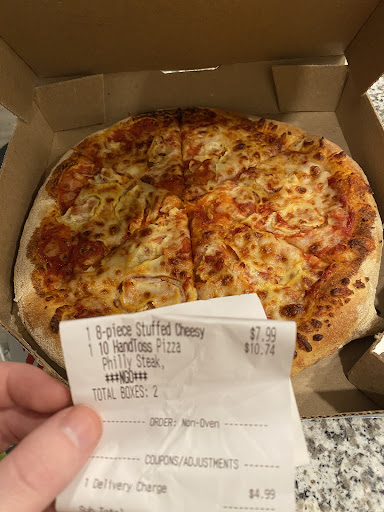 1 8-piece Stuffed Cheesy $7.99
1 10 HandToss Pizza $10.74
Philly Steak,
###NGO###
TOTAL BOXES: 2
------ ORDER: Non-Oven ------
------ COUPONS/ADJUSTMENTS ------
1 Delivery Charge $4.99